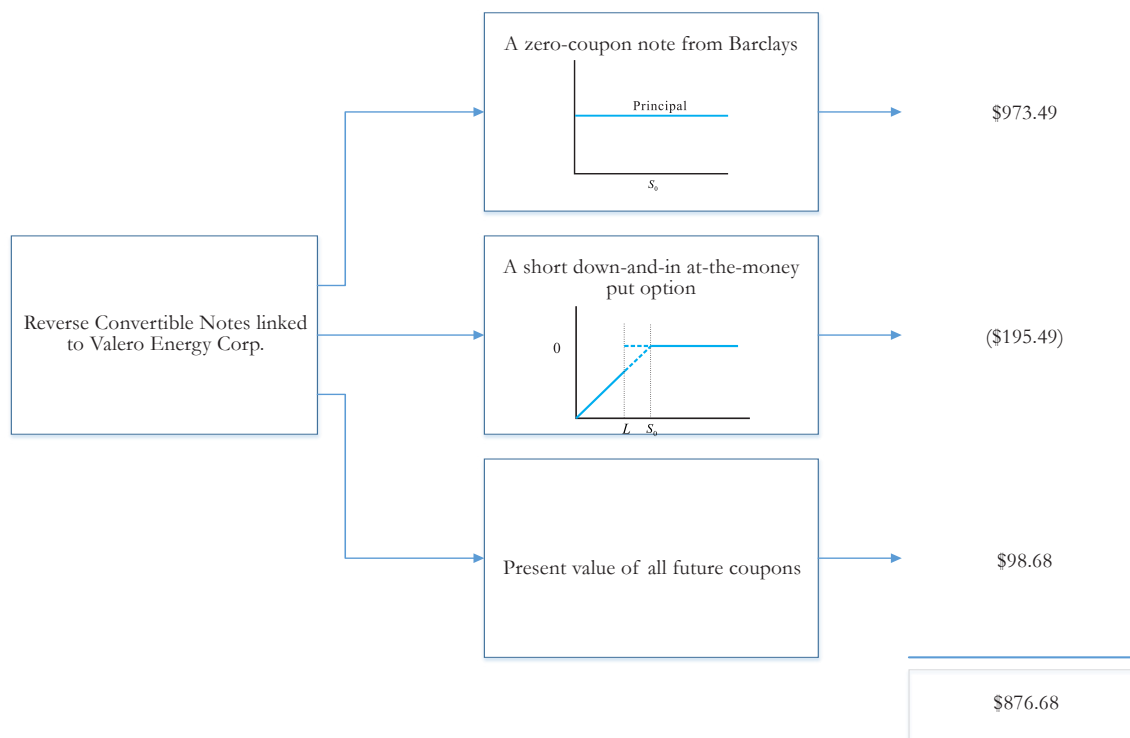 A zero-coupon note from Barclays
Principal
S₀
$973.49
Reverse Convertible Notes linked
to Valero Energy Corp.
A short down-and-in at-the-money
put option
0
L S₀
($195.49)
Present value of all future coupons
$98.68
$876.68